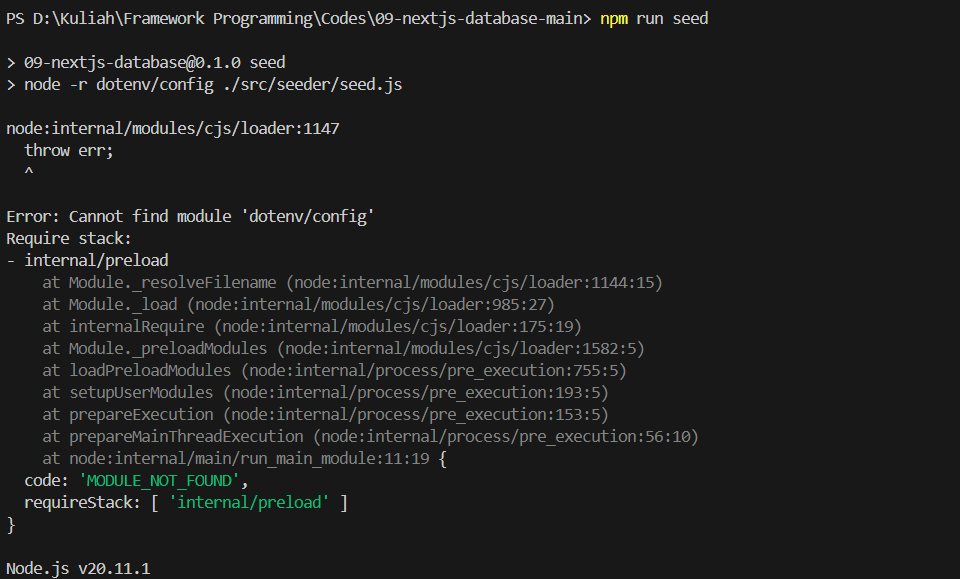 PS D:\Kuliah\Framework Programming\Codes\09-nextjs-database-main> npm run seed
> 09-nextjs-database@0.1.0 seed
> node -r dotenv/config ./src/seeder/seed.js
node:internal/modules/cjs/loader:1147
  throw err;
  ^
Error: Cannot find module 'dotenv/config'
Require stack:
- internal/preload
    at Module._resolveFilename (node:internal/modules/cjs/loader:1144:15)
    at Module._load (node:internal/modules/cjs/loader:985:27)
    at internalRequire (node:internal/modules/cjs/loader:175:19)
    at Module._preloadModules (node:internal/modules/cjs/loader:1582:5)
    at loadPreloadModules (node:internal/process/pre_execution:755:5)
    at setupUserModules (node:internal/process/pre_execution:193:5)
    at prepareExecution (node:internal/process/pre_execution:153:5)
    at prepareMainThreadExecution (node:internal/process/pre_execution:56:10)
    at node:internal/main/run_main_module:11:19 {
  code: 'MODULE_NOT_FOUND',
  requireStack: [ 'internal/preload' ]
}
Node.js v20.11.1